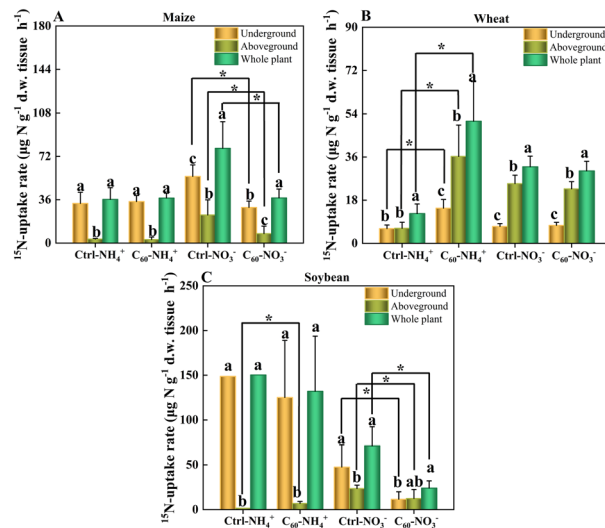 A
Maize
Underground
Aboveground
Whole plant
¹⁵N-uptake rate (μg N g⁻¹ d.w. tissue h⁻¹)
180
144
108
72
36
0
a
b
a
a
b
a
c
b
a
b
c
a
*
*
*
Ctrl-NH₄⁺
C₆₀-NH₄⁺
Ctrl-NO₃⁻
C₆₀-NO₃⁻
B
Wheat
Underground
Aboveground
Whole plant
¹⁵N-uptake rate (μg N g⁻¹ d.w. tissue h⁻¹)
90
72
54
36
18
0
b
b
a
c
b
a
c
b
a
c
b
a
*
*
*
Ctrl-NH₄⁺
C₆₀-NH₄⁺
Ctrl-NO₃⁻
C₆₀-NO₃⁻
C
Soybean
Underground
Aboveground
Whole plant
¹⁵N-uptake rate (μg N g⁻¹ d.w. tissue h⁻¹)
250
200
150
100
50
0
a
b
a
a
b
a
a
b
a
b
ab
a
*
*
*
*
Ctrl-NH₄⁺
C₆₀-NH₄⁺
Ctrl-NO₃⁻
C₆₀-NO₃⁻